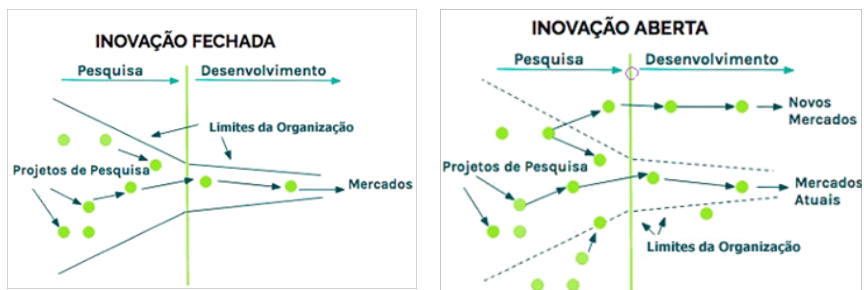 INOVAÇÃO FECHADA
Pesquisa
Desenvolvimento
Limites da Organização
Projetos de Pesquisa
Mercados
INOVAÇÃO ABERTA
Pesquisa
Desenvolvimento
Novos
Mercados
Projetos de Pesquisa
Mercados
Atuais
Limites da Organização